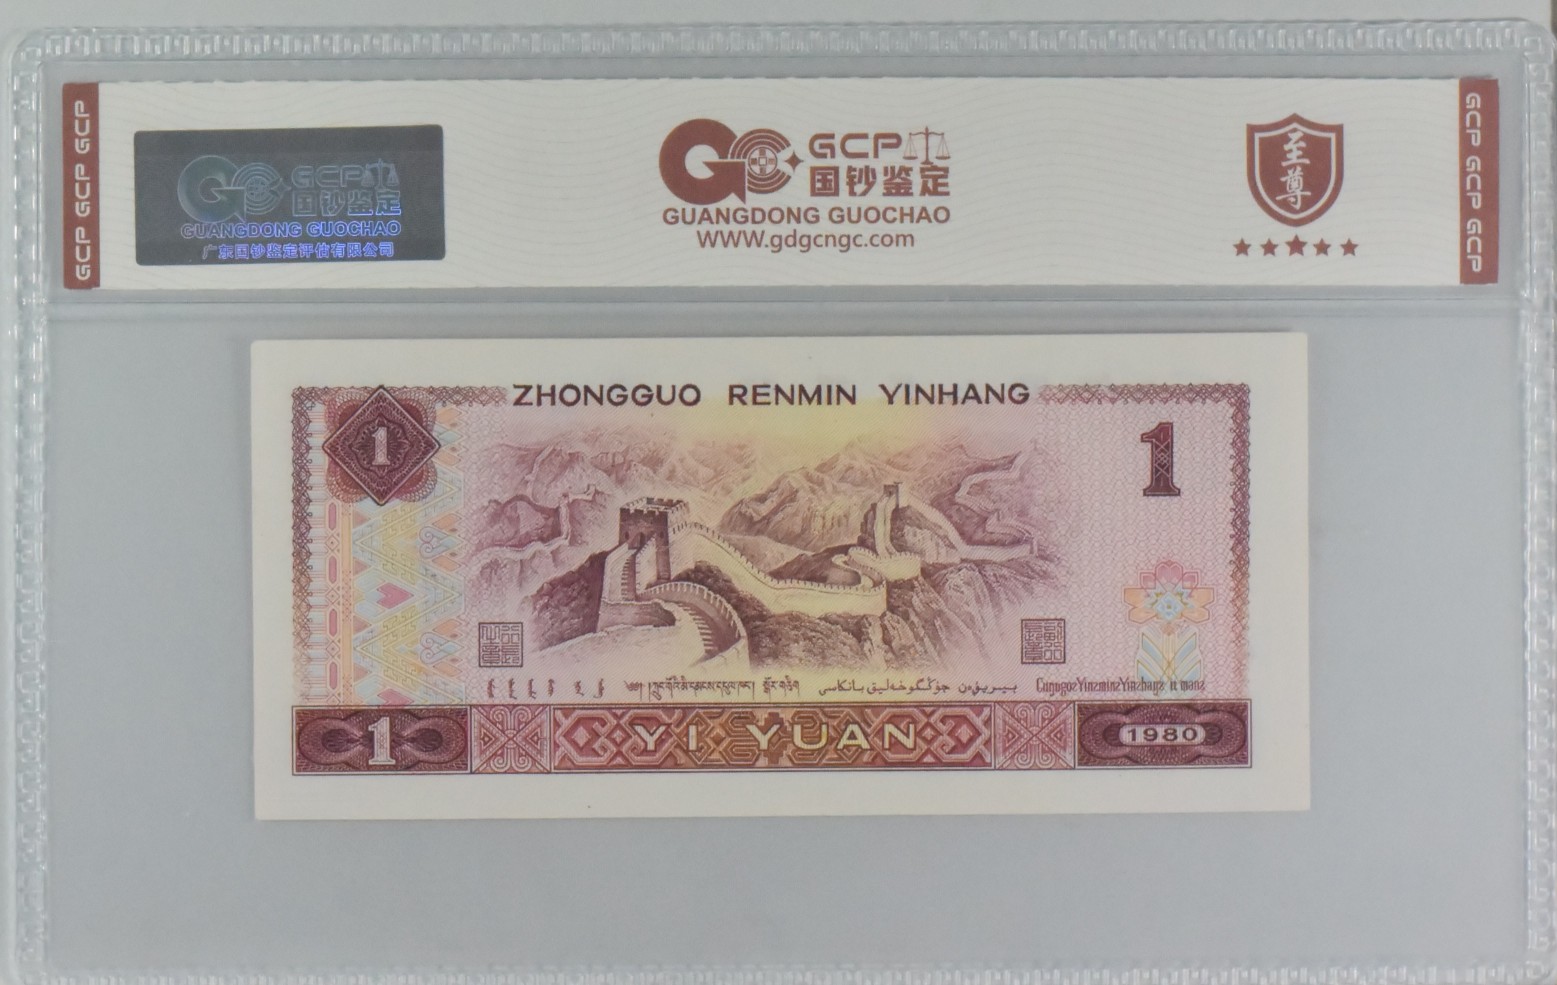 GCP GCP GCP
GCP
国钞鉴定
GUANGDONG GUOCHAO
广东国钞鉴定评估有限公司
GCP
国钞鉴定
GUANGDONG GUOCHAO
WWW.gdgcngc.com
至尊
GCP GCP GCP
ZHONGGUO RENMIN YINHANG
1
1
1
YI YUAN
1980